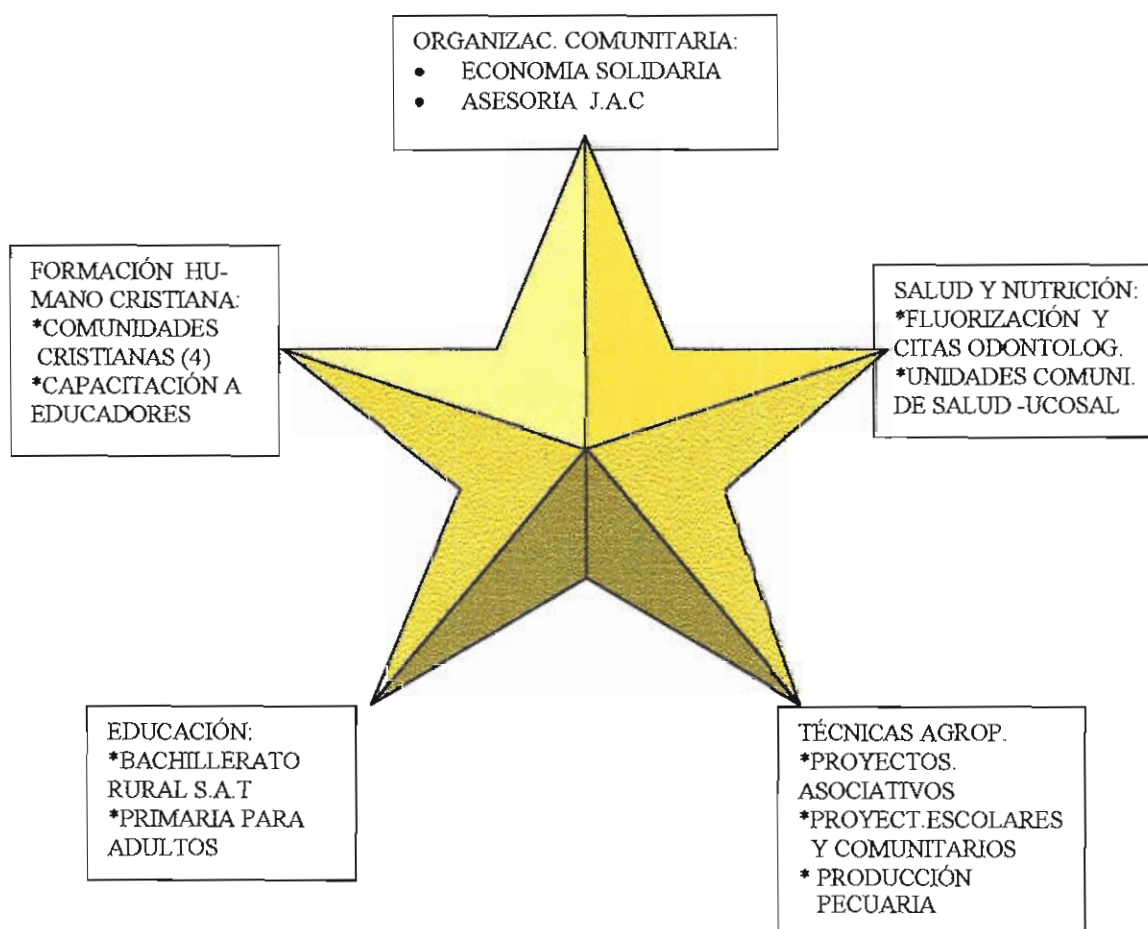 ORGANIZAC. COMUNITARIA:
• ECONOMIA SOLIDARIA
• ASESORIA J.A.C
FORMACIÓN HU-
MANO CRISTIANA:
*COMUNIDADES
CRISTIANAS (4)
*CAPACITACIÓN A
EDUCADORES
SALUD Y NUTRICIÓN:
*FLUORIZACIÓN Y
CITAS ODONTOLOG.
*UNIDADES COMUNI.
DE SALUD -UCOSAL
EDUCACIÓN:
*BACHILLERATO
RURAL S.A.T
*PRIMARIA PARA
ADULTOS
TÉCNICAS AGROP.
*PROYECTOS.
ASOCIATIVOS
*PROYECT.ESCOLARES
Y COMUNITARIOS
* PRODUCCIÓN
PECUARIA